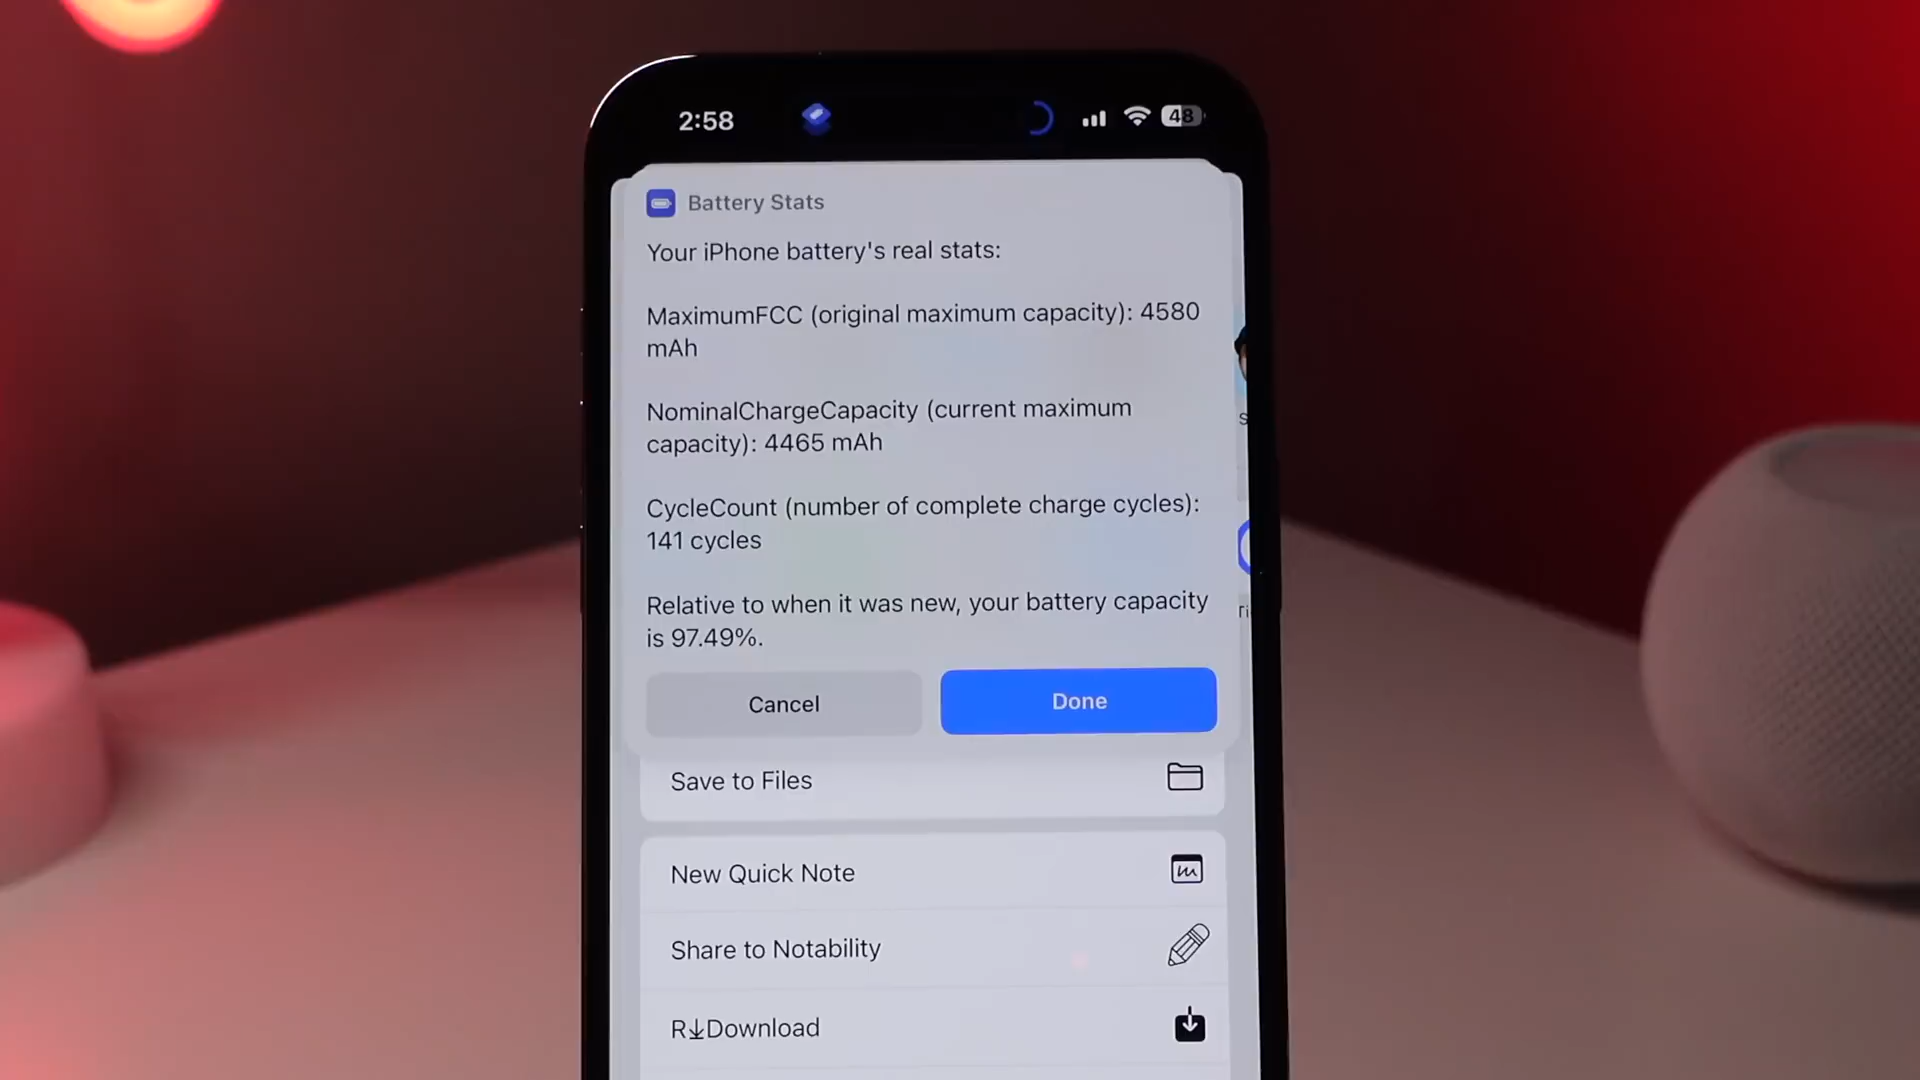 2:58
48
Battery Stats
Your iPhone battery's real stats:
MaximumFCC (original maximum capacity): 4580
mAh
NominalChargeCapacity (current maximum
capacity): 4465 mAh
CycleCount (number of complete charge cycles):
141 cycles
Relative to when it was new, your battery capacity
is 97.49%.
Cancel
Done
Save to Files
New Quick Note
Share to Notability
R↓Download